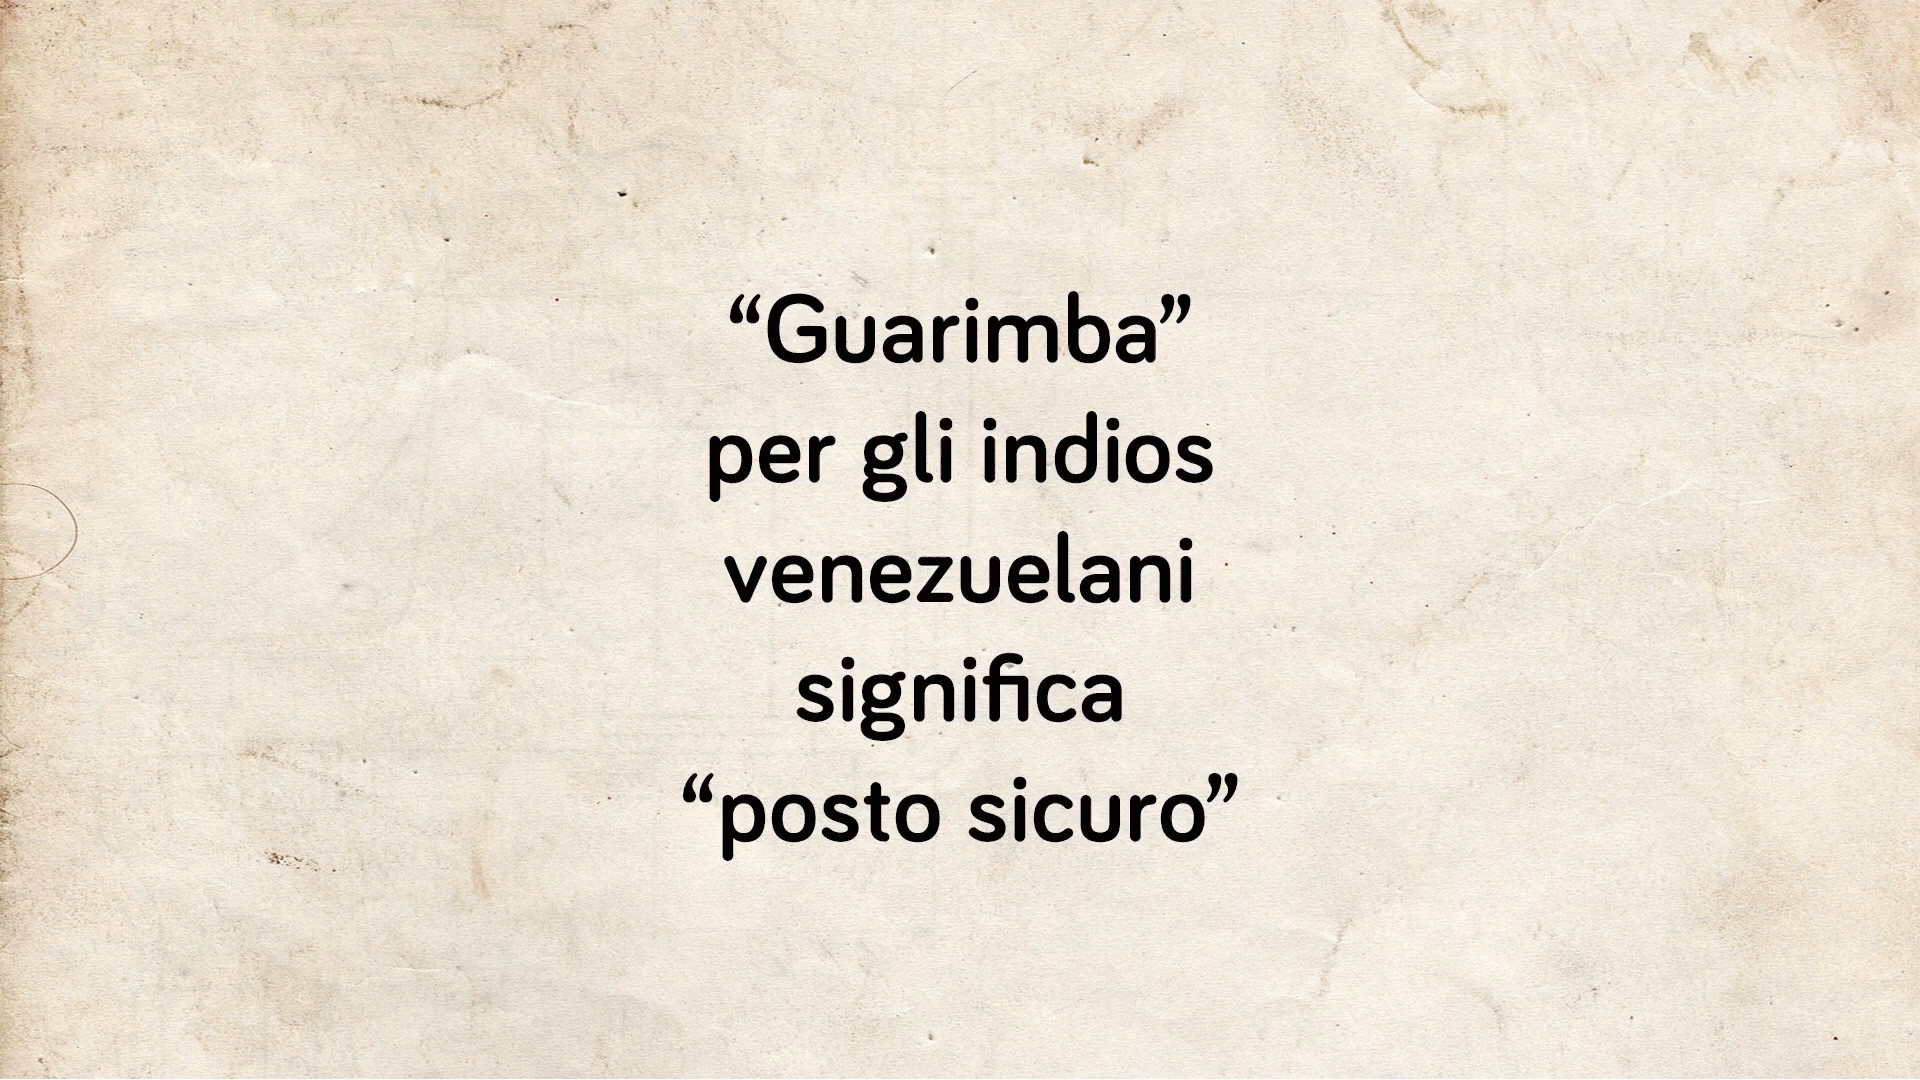 “Guarimba”
per gli indios
venezuelani
significa
“posto sicuro”